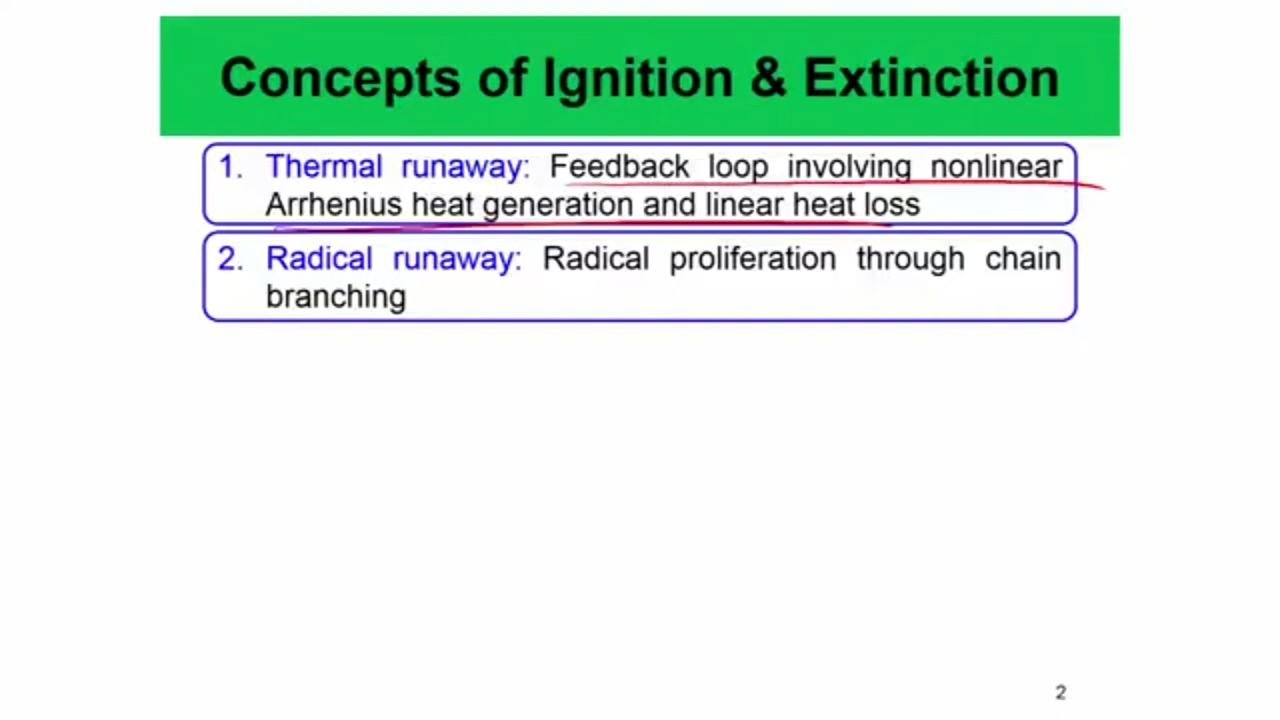 Concepts of Ignition & Extinction
1. Thermal runaway: Feedback loop involving nonlinear
Arrhenius heat generation and linear heat loss
2. Radical runaway: Radical proliferation through chain
branching
2